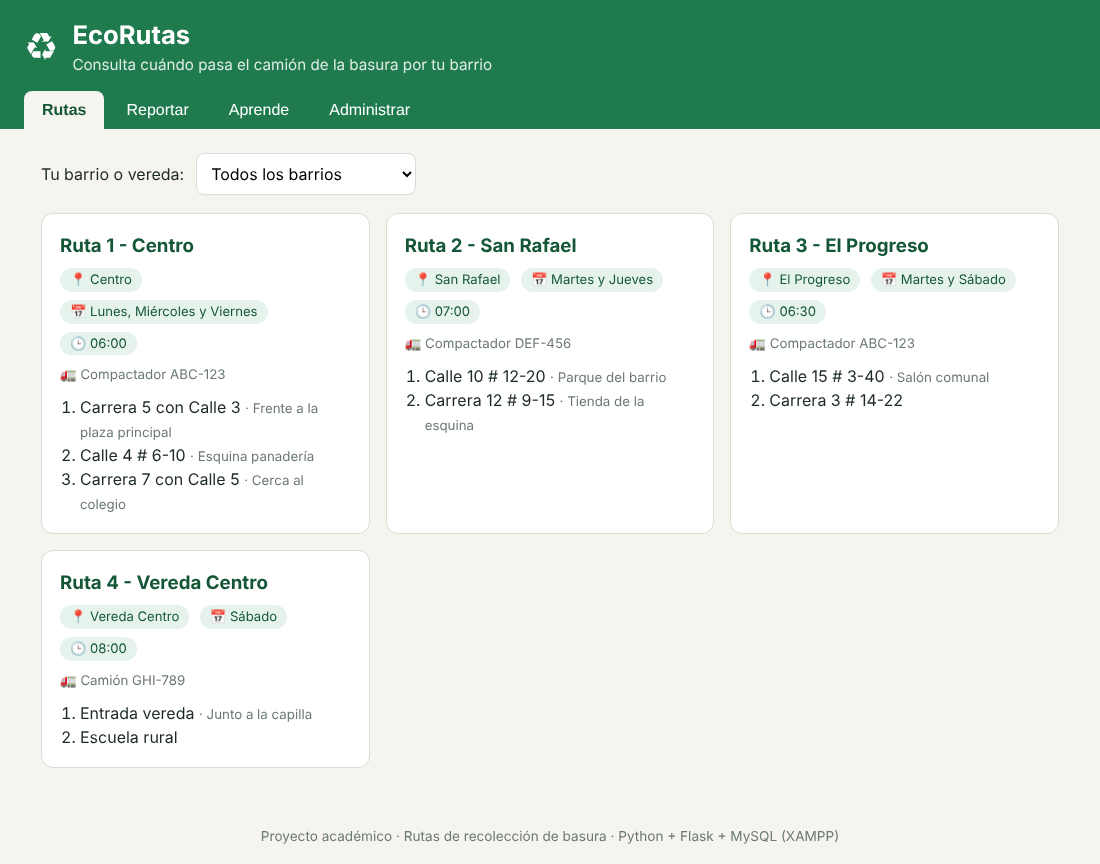 EcoRutas
Consulta cuándo pasa el camión de la basura por tu barrio
Rutas
Reportar
Aprende
Administrar
Tu barrio o vereda:
Todos los barrios
Ruta 1 - Centro
Centro
Lunes, Miércoles y Viernes
06:00
Compactador ABC-123
1. Carrera 5 con Calle 3 · Frente a la
plaza principal
2. Calle 4 # 6-10 · Esquina panadería
3. Carrera 7 con Calle 5 · Cerca al
colegio
Ruta 2 - San Rafael
San Rafael
Martes y Jueves
07:00
Compactador DEF-456
1. Calle 10 # 12-20 · Parque del barrio
2. Carrera 12 # 9-15 · Tienda de la
esquina
Ruta 3 - El Progreso
El Progreso
Martes y Sábado
06:30
Compactador ABC-123
1. Calle 15 # 3-40 · Salón comunal
2. Carrera 3 # 14-22
Ruta 4 - Vereda Centro
Vereda Centro
Sábado
08:00
Camión GHI-789
1. Entrada vereda · Junto a la capilla
2. Escuela rural
Proyecto académico · Rutas de recolección de basura · Python + Flask + MySQL (XAMPP)